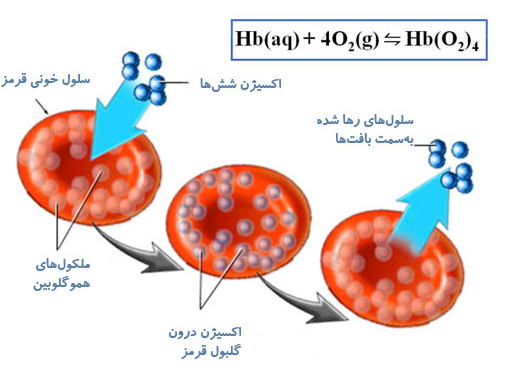 Hb(aq) + 4O₂(g) ⇋ Hb(O₂)₄
سلول خونی قرمز
اکسیژن شش‌ها
سلول‌های رها شده
به‌سمت بافت‌ها
ملکول‌های
هموگلوبین
اکسیژن درون
گلبول قرمز